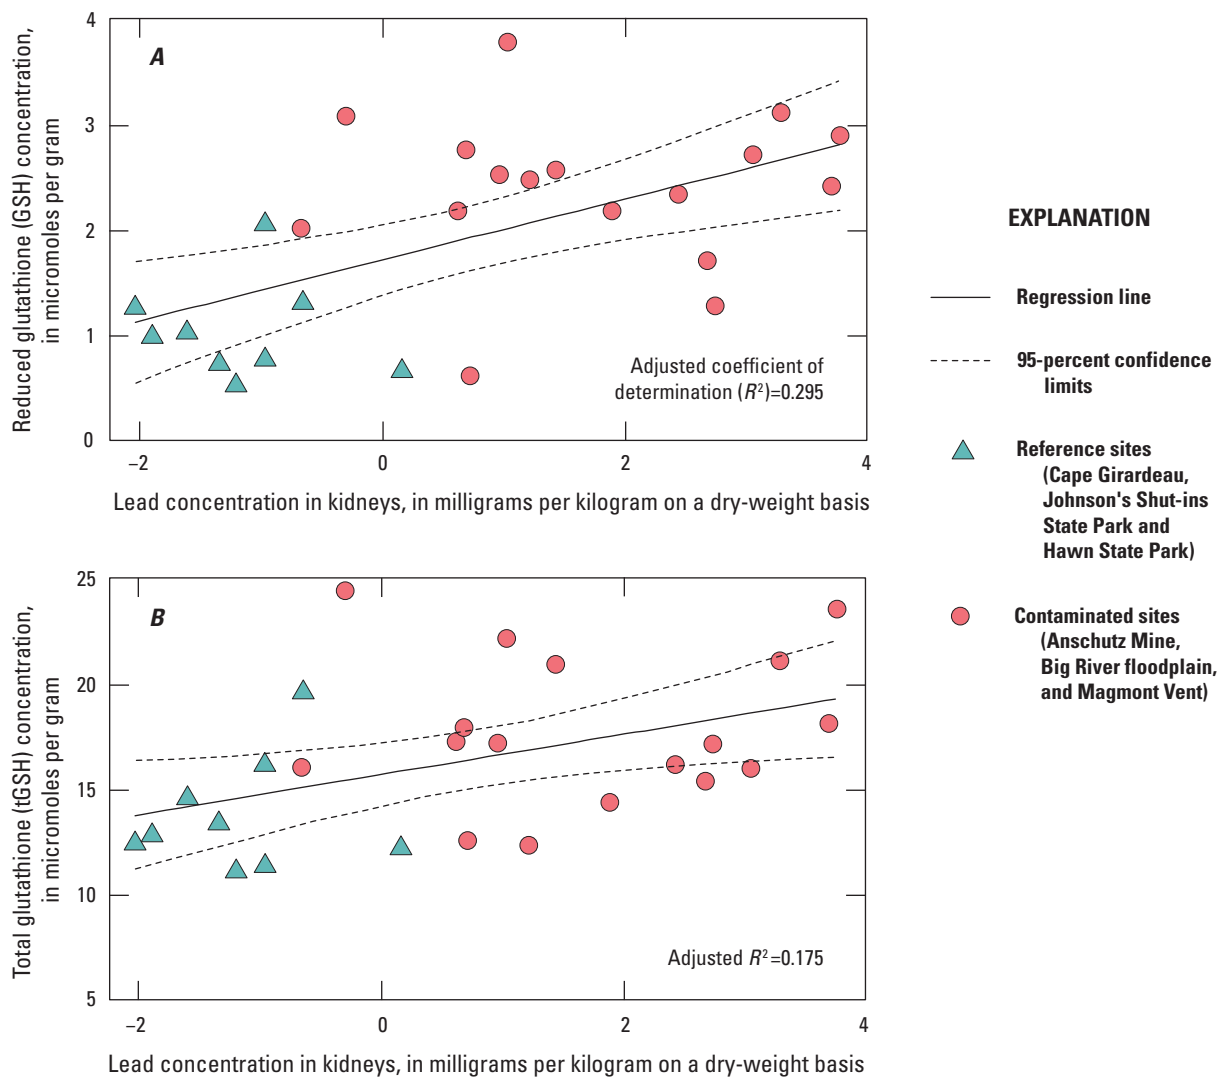 Reduced glutathione (GSH) concentration,
in micromoles per gram
4
3
2
1
0
A
Adjusted coefficient of
determination (R²)=0.295
−2
0
2
4
Lead concentration in kidneys, in milligrams per kilogram on a dry-weight basis
Total glutathione (tGSH) concentration,
in micromoles per gram
25
20
15
10
5
B
Adjusted R²=0.175
−2
0
2
4
Lead concentration in kidneys, in milligrams per kilogram on a dry-weight basis
EXPLANATION
Regression line
95-percent confidence
limits
Reference sites
(Cape Girardeau,
Johnson's Shut-ins
State Park and
Hawn State Park)
Contaminated sites
(Anschutz Mine,
Big River floodplain,
and Magmont Vent)